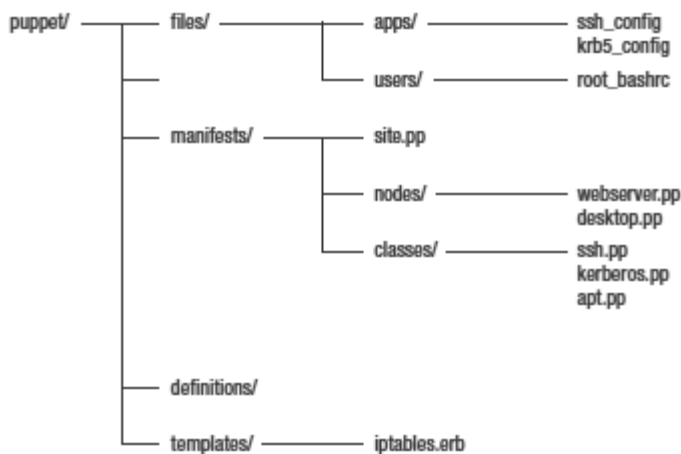 puppet/ files/ apps/ ssh_config
krb5_config
users/ root_bashrc
manifests/ site.pp
nodes/ webserver.pp
desktop.pp
classes/ ssh.pp
kerberos.pp
apt.pp
definitions/
templates/ iptables.erb